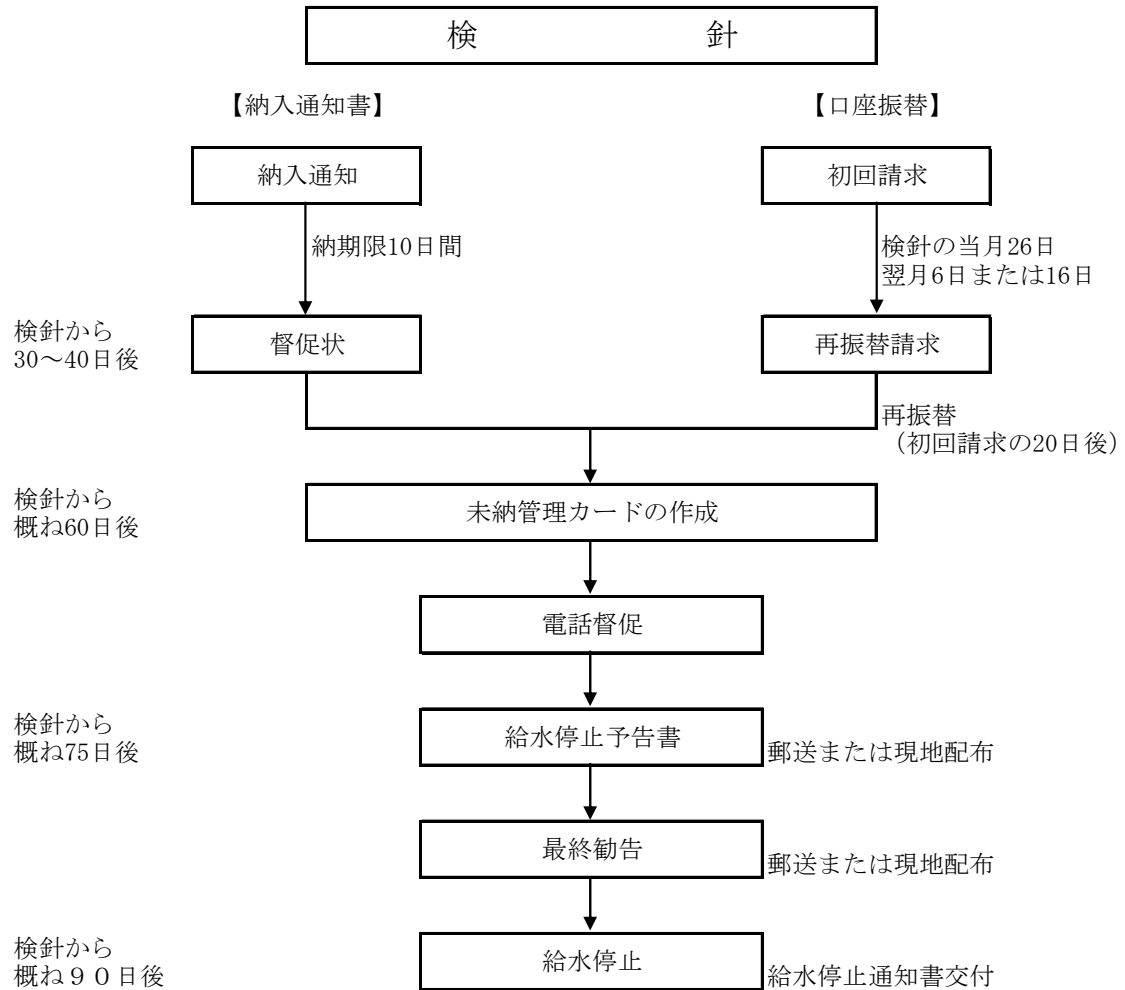 検　　　　　針
【納入通知書】
【口座振替】
納入通知
初回請求
納期限10日間
検針の当月26日
翌月6日または16日
検針から
30～40日後
督促状
再振替請求
再振替
（初回請求の20日後）
検針から
概ね60日後
未納管理カードの作成
電話督促
検針から
概ね75日後
給水停止予告書
郵送または現地配布
最終勧告
郵送または現地配布
検針から
概ね９０日後
給水停止
給水停止通知書交付